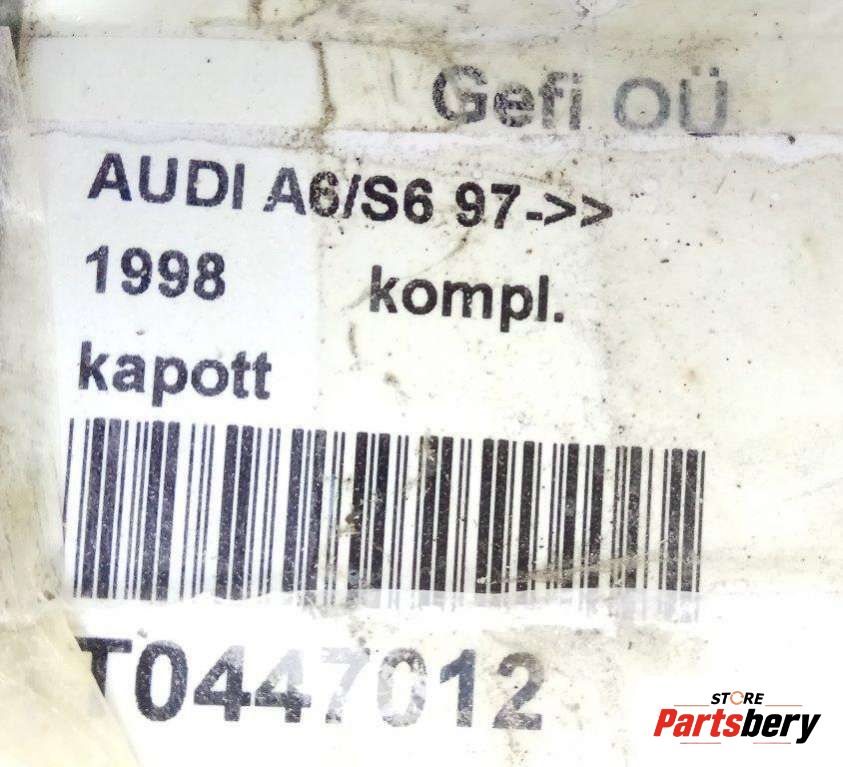 Gefi OÜ
AUDI A6/S6 97->>
1998 kompl.
kapott
T0447012
STORE
Partsbery